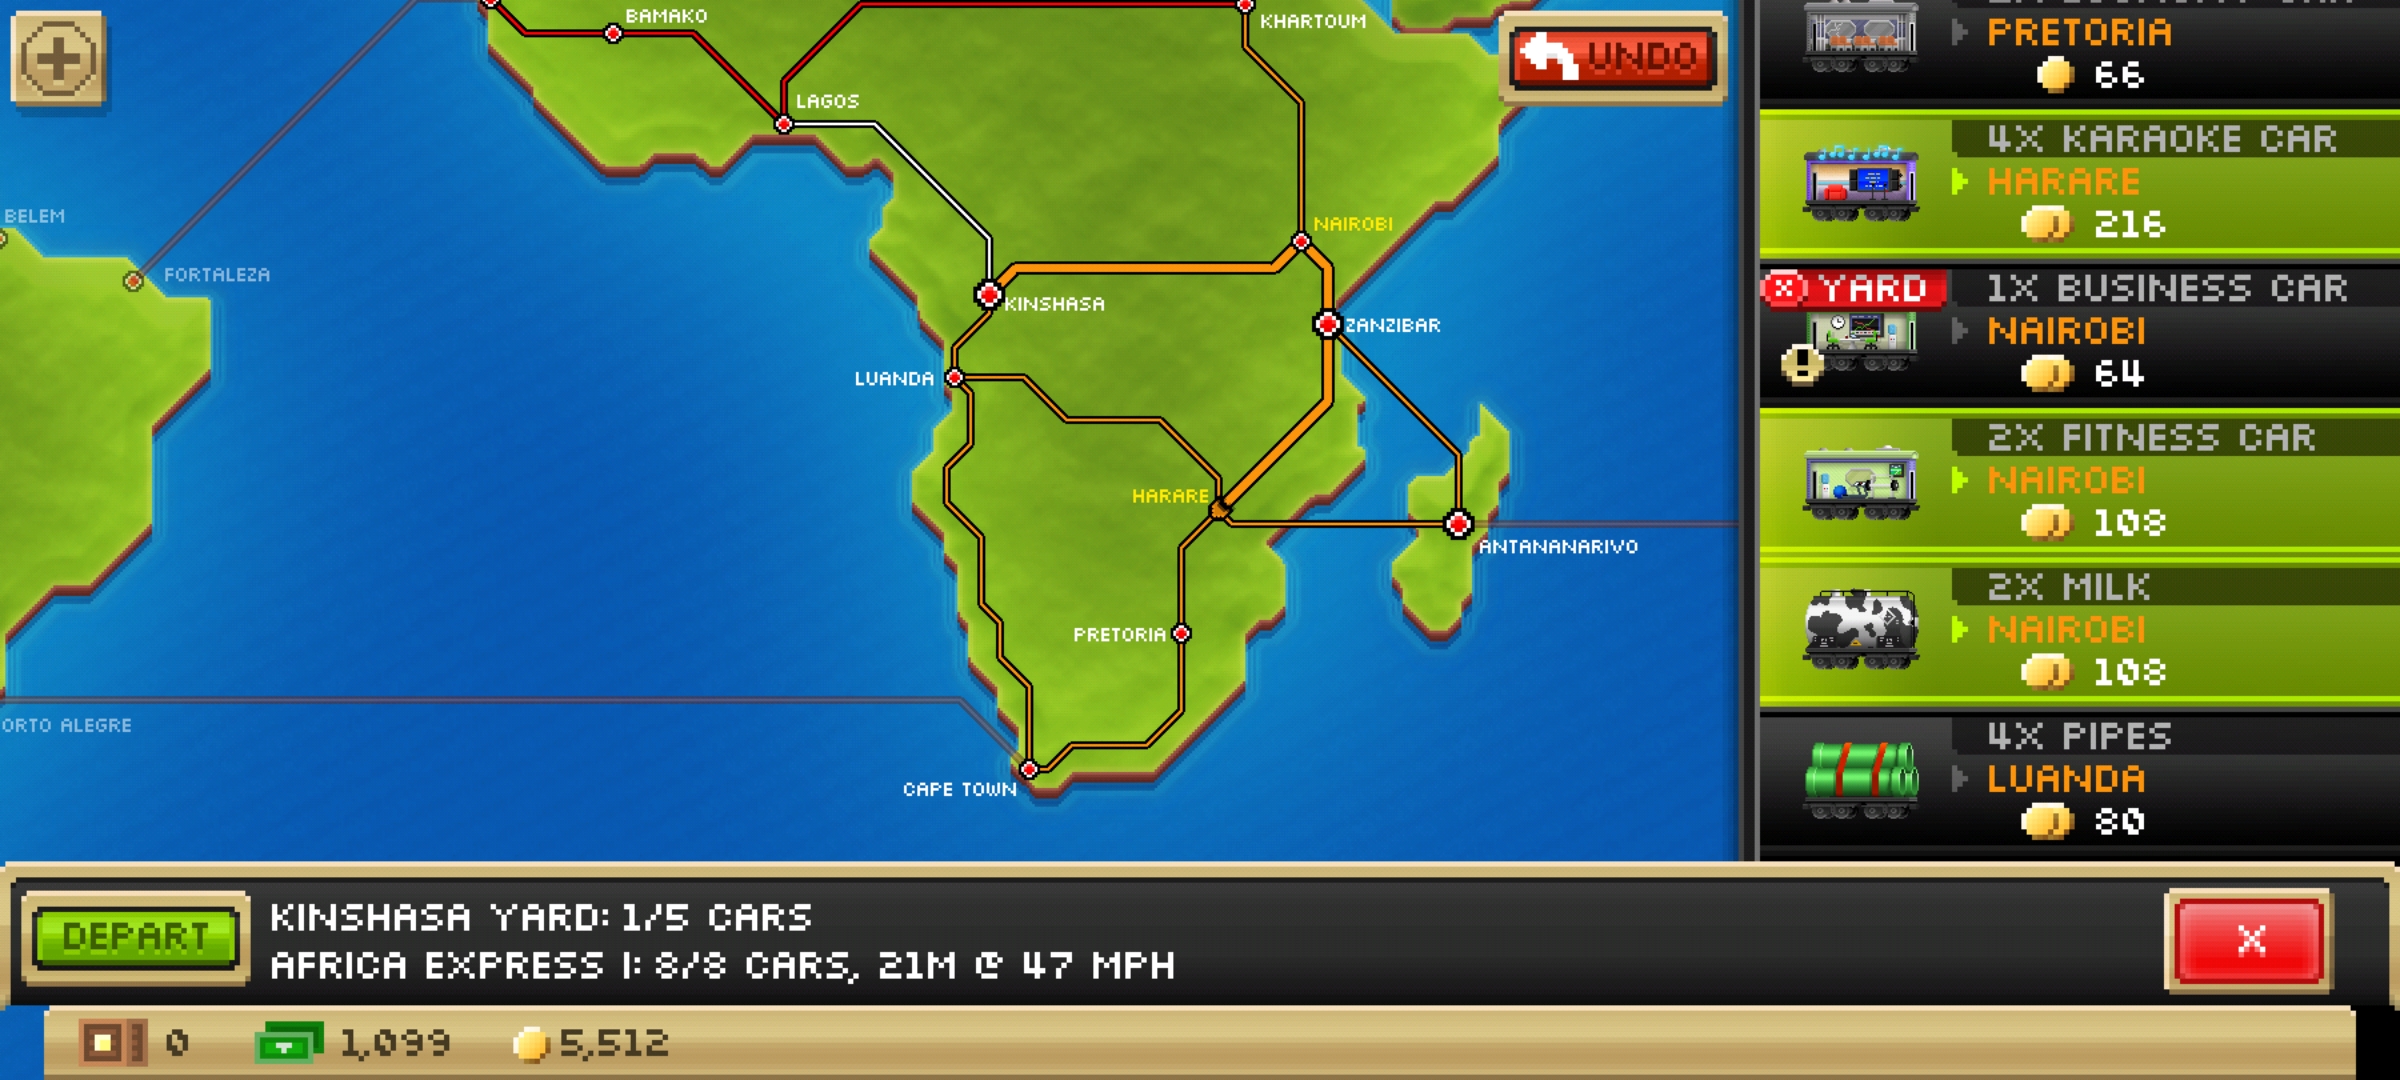 BAMAKO
KHARTOUM
LAGOS
UNDO
BELEM
FORTALEZA
NAIROBI
KINSHASA
ZANZIBAR
LUANDA
HARARE
ANTANANARIVO
PRETORIA
ORTO ALEGRE
CAPE TOWN
PRETORIA
66
4X KARAOKE CAR
HARARE
216
YARD
1X BUSINESS CAR
NAIROBI
64
2X FITNESS CAR
NAIROBI
108
2X MILK
NAIROBI
108
4X PIPES
LUANDA
80
DEPART
KINSHASA YARD: 1/5 CARS
AFRICA EXPRESS I: 8/8 CARS, 21M @ 47 MPH
X
0
1,099
5,512